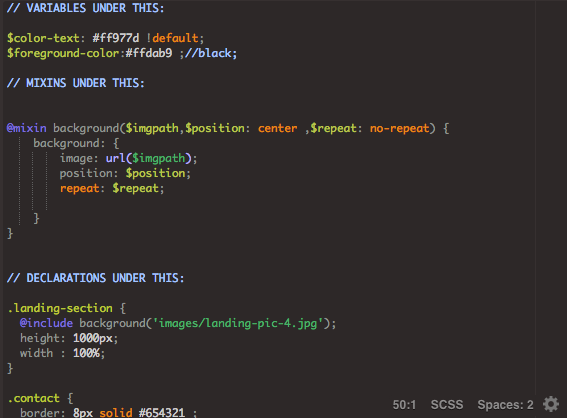 // VARIABLES UNDER THIS:
$color-text: #ff977d !default;
$foreground-color:#ffdab9 ;//black;
// MIXINS UNDER THIS:
@mixin background($imgpath,$position: center ,$repeat: no-repeat) {
background: {
image: url($imgpath);
position: $position;
repeat: $repeat;
}
}
// DECLARATIONS UNDER THIS:
.landing-section {
@include background('images/landing-pic-4.jpg');
height: 1000px;
width : 100%;
}
.contact {
border: 8px solid #654321 ;
50:1 SCSS Spaces: 2